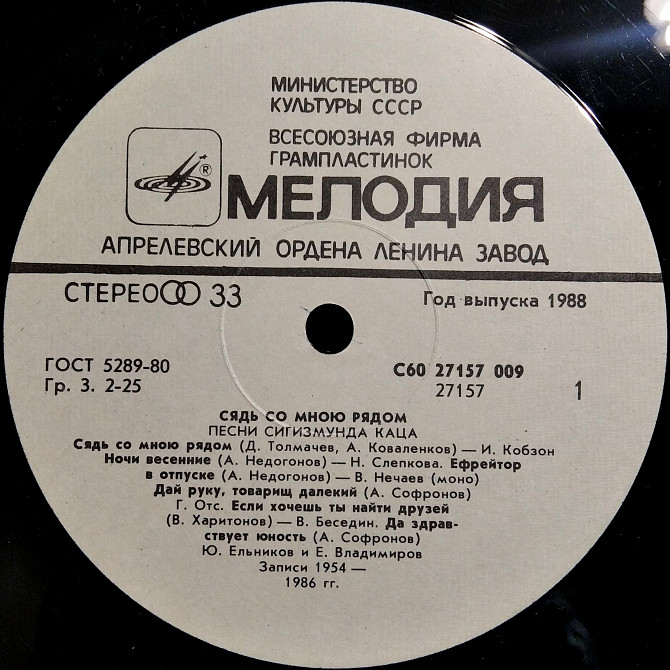 МИНИСТЕРСТВО
КУЛЬТУРЫ СССР
ВСЕСОЮЗНАЯ ФИРМА
ГРАМПЛАСТИНОК
®
МЕЛОДИЯ
АПРЕЛЕВСКИЙ ОРДЕНА ЛЕНИНА ЗАВОД
СТЕРЕО 33
Год выпуска 1988
ГОСТ 5289-80
Гр. 3. 2-25
С60 27157 009
27157
1
СЯДЬ СО МНОЮ РЯДОМ
ПЕСНИ СИГИЗМУНДА КАЦА
Сядь со мною рядом (Д. Толмачев, А. Коваленков) — И. Кобзон
Ночи весенние (А. Недогонов) — Н. Слепкова. Ефрейтор
в отпуске (А. Недогонов) — В. Нечаев (моно)
Дай руку, товарищ далекий (А. Софронов)
Г. Отс. Если хочешь ты найти друзей
(В. Харитонов) — В. Беседин. Да здрав-
ствует юность (А. Софронов)
Ю. Ельников и Е. Владимиров
Записи 1954 —
1986 гг.